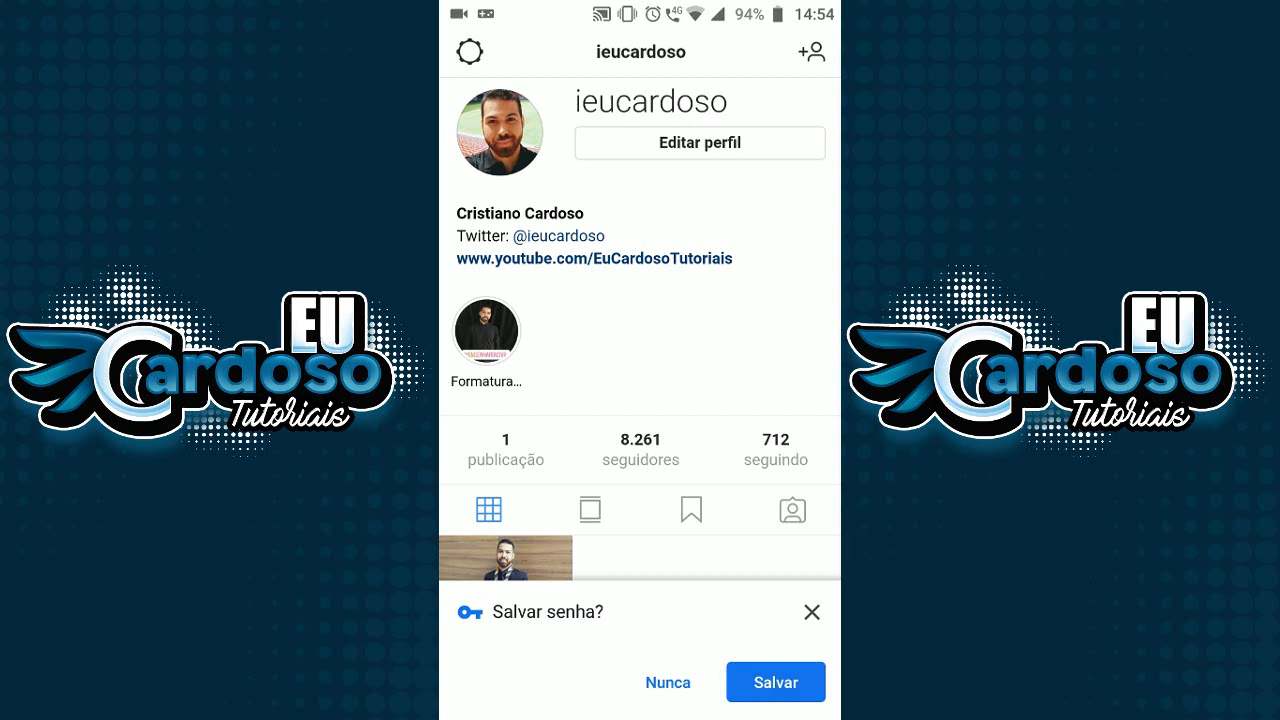 4G 94% 14:54
ieucardoso
ieucardoso
Editar perfil
Cristiano Cardoso
Twitter: @ieucardoso
www.youtube.com/EuCardosoTutoriais
Formatura...
1 8.261 712
publicação seguidores seguindo
Salvar senha?
Nunca Salvar
EU
Cardoso
Tutoriais
EU
Cardoso
Tutoriais